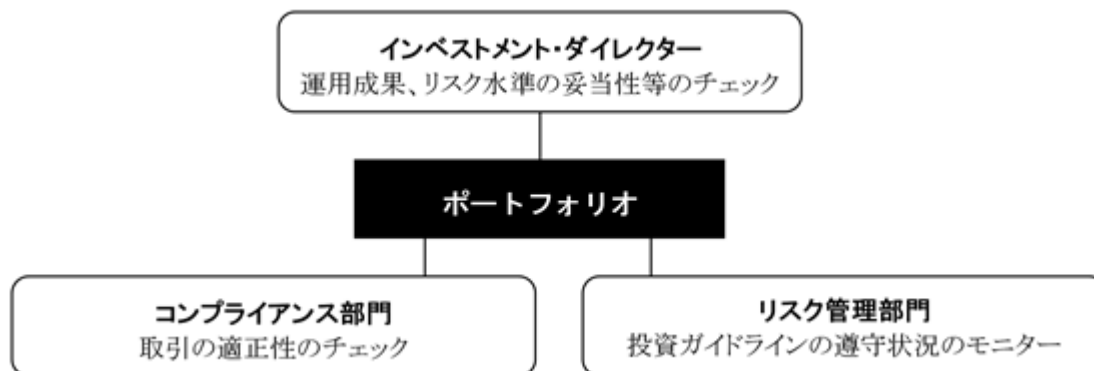 インベストメント・ダイレクター
運用成果、リスク水準の妥当性等のチェック
ポートフォリオ
コンプライアンス部門
取引の適正性のチェック
リスク管理部門
投資ガイドラインの遵守状況のモニター